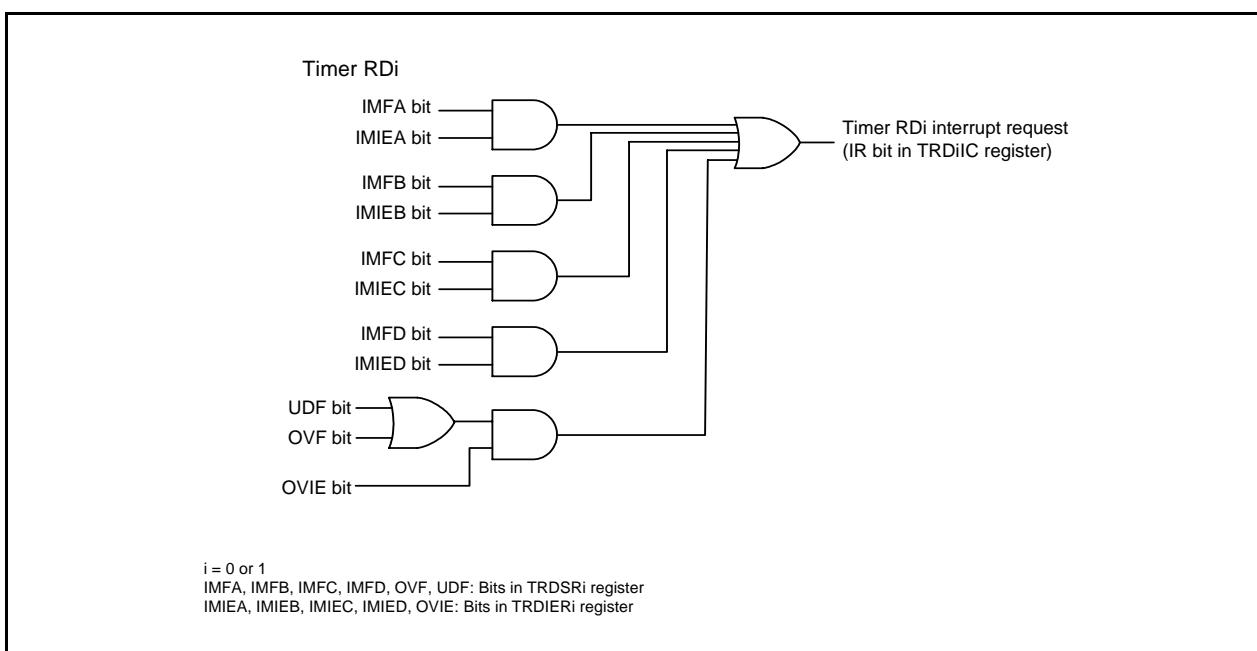 Timer RDi
IMFA bit
IMIEA bit
IMFB bit
IMIEB bit
IMFC bit
IMIEC bit
IMFD bit
IMIED bit
UDF bit
OVF bit
OVIE bit
Timer RDi interrupt request
(IR bit in TRDiIC register)
i = 0 or 1
IMFA, IMFB, IMFC, IMFD, OVF, UDF: Bits in TRDSRi register
IMIEA, IMIEB, IMIEC, IMIED, OVIE: Bits in TRDIERi register